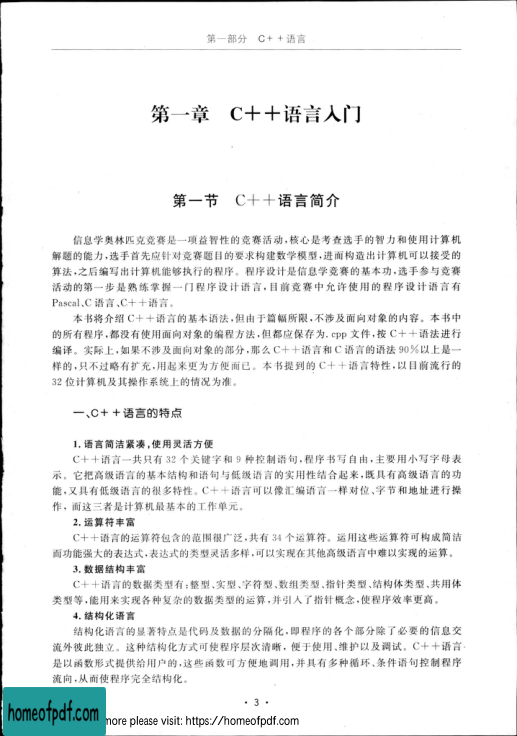 第一部分 C++语言
第一章 C++语言入门
第一节 C++语言简介
信息学奥林匹克竞赛是一项益智性的竞赛活动,核心是考查选手的智力和使用计算机
解题的能力,选手首先应针对竞赛题目的要求构建数学模型,进而构造出计算机可以接受的
算法,之后编写出计算机能够执行的程序。程序设计是信息学竞赛的基本功,选手参与竞赛
活动的第一步是熟练掌握一门程序设计语言,目前竞赛中允许使用的程序设计语言有
Pascal、C语言、C++语言。
本书将介绍C++语言的基本语法,但由于篇幅所限,不涉及面向对象的内容。本书中
的所有程序,都没有使用面向对象的编程方法,但都应保存为.cpp文件,按C++语法进行
编译。实际上,如果不涉及面向对象的部分,那么C++语言和C语言的语法90%以上是一
样的,只不过略有扩充,用起来更为方便而已。本书提到的C++语言特性,以目前流行的
32位计算机及其操作系统上的情况为准。
一、C++语言的特点
1.语言简洁紧凑,使用灵活方便
C++语言一共只有32个关键字和9种控制语句,程序书写自由,主要用小写字母表
示。它把高级语言的基本结构和语句与低级语言的实用性结合起来,既具有高级语言的功
能,又具有低级语言的很多特性。C++语言可以像汇编语言一样对位、字节和地址进行操
作,而这三者是计算机最基本的工作单元。
2.运算符丰富
C++语言的运算符包含的范围很广泛,共有34个运算符。运用这些运算符可构成简洁
而功能强大的表达式,表达式的类型灵活多样,可以实现在其他高级语言中难以实现的运算。
3.数据结构丰富
C++语言的数据类型有:整型、实型、字符型、数组类型、指针类型、结构体类型、共用体
类型等,能用来实现各种复杂的数据类型的运算,并引入了指针概念,使程序效率更高。
4.结构化语言
结构化语言的显著特点是代码及数据的分隔化,即程序的各个部分除了必要的信息交
流外彼此独立。这种结构化方式可使程序层次清晰,便于使用、维护以及调试。C++语言
是以函数形式提供给用户的,这些函数可方便地调用,并具有多种循环、条件语句控制程序
流向,从而使程序完全结构化。
· 3 ·
homeofpdf.com
more please visit: https://homeofpdf.com